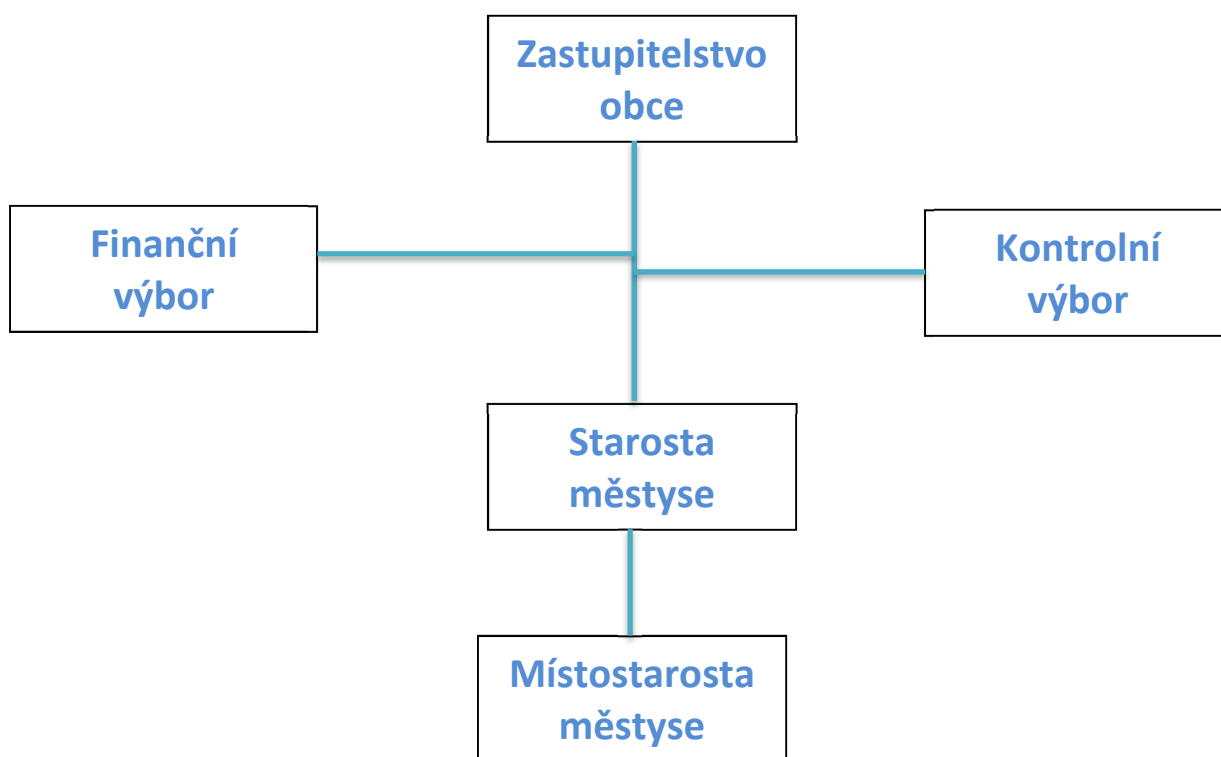 Zastupitelstvo
obce
Finanční
výbor
Kontrolní
výbor
Starosta
městyse
Místostarosta
městyse